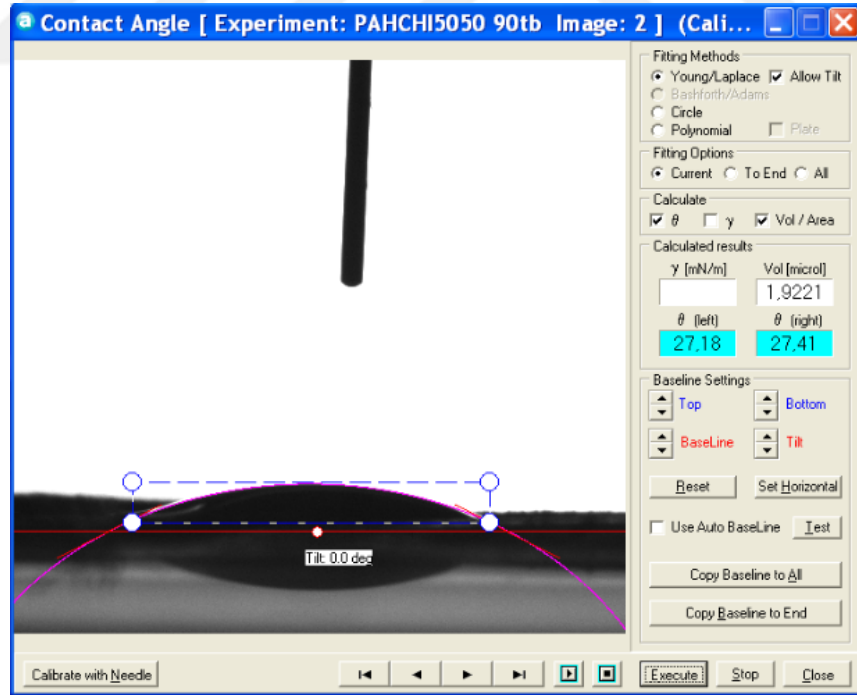 a Contact Angle [ Experiment: PAHCHI5050 90tb Image: 2 ] (Cali...
Fitting Methods
Young/Laplace Allow Tilt
Bashforth/Adams
Circle
Polynomial Plate
Fitting Options
Current To End All
Calculate
θ γ Vol / Area
Calculated results
γ [mN/m] Vol [microl]
1,9221
θ (left) θ (right)
27,18 27,41
Baseline Settings
Top Bottom
BaseLine Tilt
Reset Set Horizontal
Use Auto BaseLine Test
Copy Baseline to All
Copy Baseline to End
Tilt: 0.0 deg
Calibrate with Needle Execute Stop Close